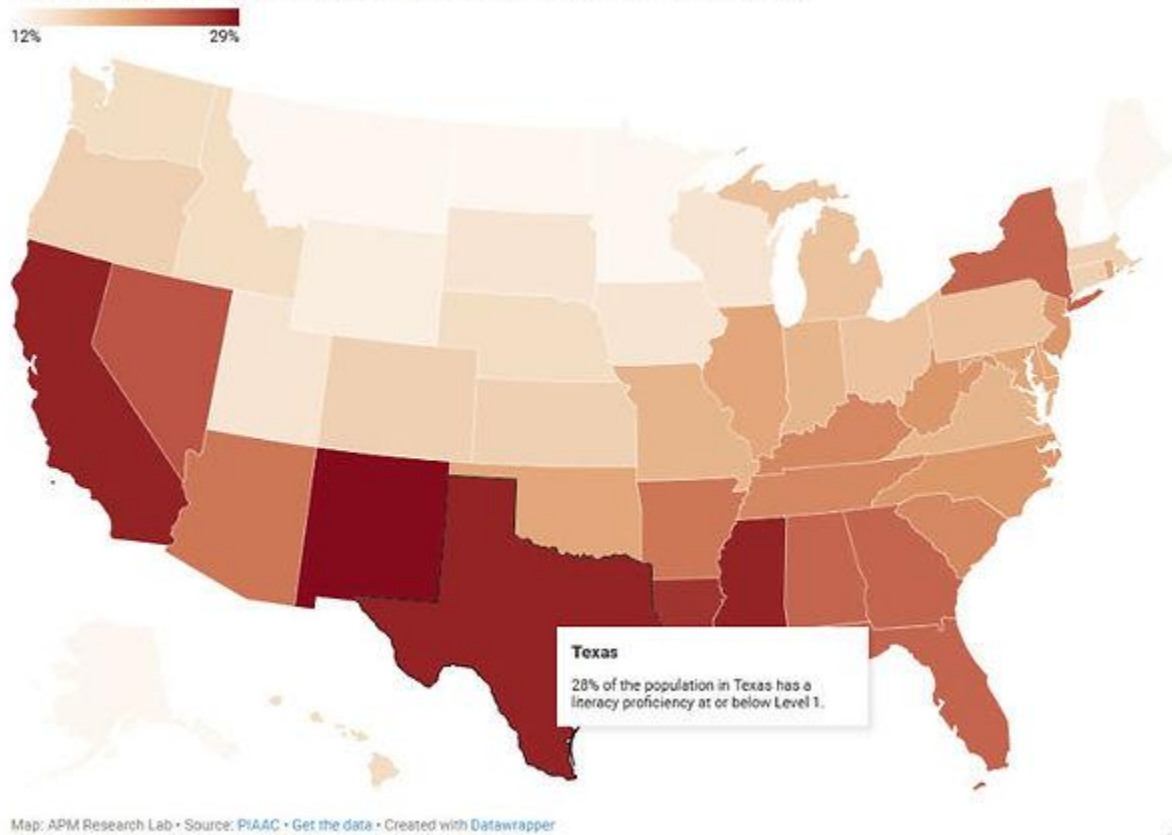 12%
29%
Texas
28% of the population in Texas has a
literacy proficiency at or below Level 1.
Map: APM Research Lab • Source: PIAAC • Get the data • Created with Datawrapper